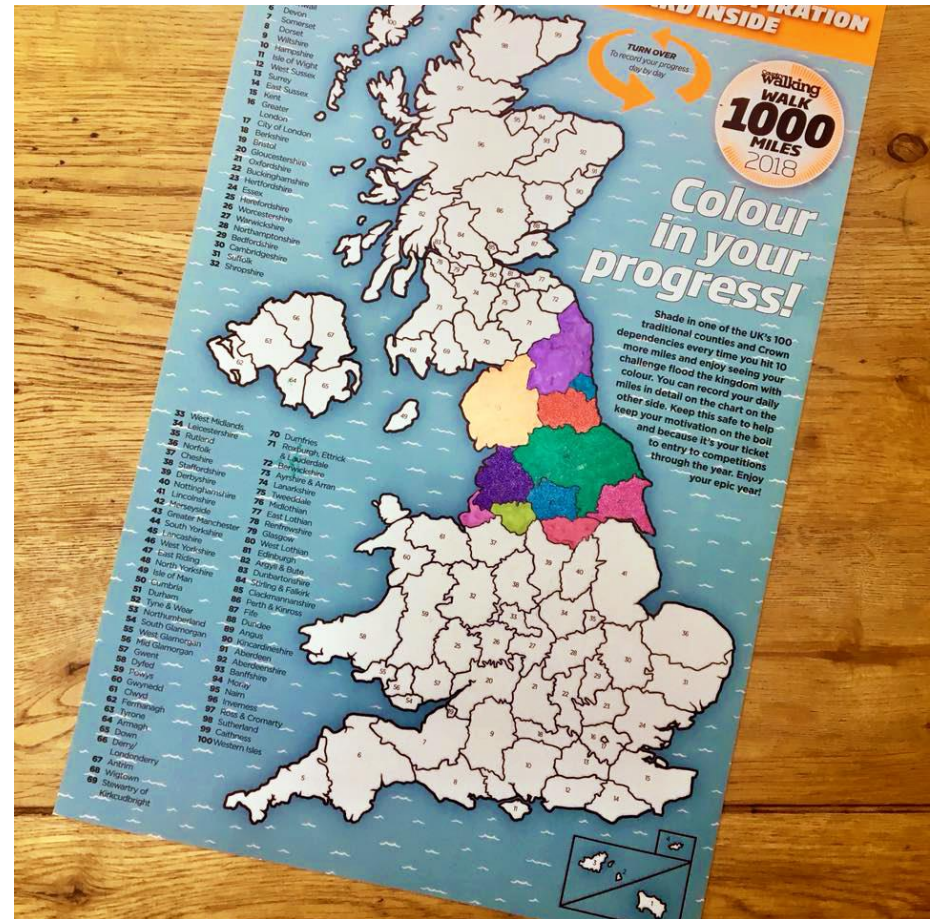 IRATION
RD INSIDE
TURN OVER
To record your progress
day by day
Country
walking
WALK
1000
MILES
2018
Colour
in your
progress!
Shade in one of the UK's 100
traditional counties and Crown
dependencies every time you hit 10
more miles and enjoy seeing your
challenge flood the kingdom with
colour. You can record your daily
miles in detail on the chart on the
other side. Keep this safe to help
keep your motivation on the boil
and because it's your ticket
to entry to competitions
through the year. Enjoy
your epic year!
6 Devon
7 Somerset
8 Dorset
9 Wiltshire
10 Hampshire
11 Isle of Wight
12 West Sussex
13 Surrey
14 East Sussex
15 Kent
16 Greater
London
17 City of London
18 Berkshire
19 Bristol
20 Gloucestershire
21 Oxfordshire
22 Buckinghamshire
23 Hertfordshire
24 Essex
25 Herefordshire
26 Worcestershire
27 Warwickshire
28 Northamptonshire
29 Bedfordshire
30 Cambridgeshire
31 Suffolk
32 Shropshire
33 West Midlands
34 Leicestershire
35 Rutland
36 Norfolk
37 Cheshire
38 Staffordshire
39 Derbyshire
40 Nottinghamshire
41 Lincolnshire
42 Merseyside
43 Greater Manchester
44 South Yorkshire
45 Lancashire
46 West Yorkshire
47 East Riding
48 North Yorkshire
49 Isle of Man
50 Cumbria
51 Durham
52 Tyne & Wear
53 Northumberland
54 South Glamorgan
55 West Glamorgan
56 Mid Glamorgan
57 Gwent
58 Dyfed
59 Powys
60 Gwynedd
61 Clwyd
62 Fermanagh
63 Tyrone
64 Armagh
65 Down
66 Derry/
Londonderry
67 Antrim
68 Wigtown
69 Stewartry of
Kirkcudbright
70 Dumfries
71 Roxburgh, Ettrick
& Lauderdale
72 Berwickshire
73 Ayrshire & Arran
74 Lanarkshire
75 Tweeddale
76 Midlothian
77 East Lothian
78 Renfrewshire
79 Glasgow
80 West Lothian
81 Edinburgh
82 Argyll & Bute
83 Dunbartonshire
84 Stirling & Falkirk
85 Clackmannanshire
86 Perth & Kinross
87 Fife
88 Dundee
89 Angus
90 Kincardineshire
91 Aberdeen
92 Aberdeenshire
93 Banffshire
94 Moray
95 Nairn
96 Inverness
97 Ross & Cromarty
98 Sutherland
99 Caithness
100 Western Isles